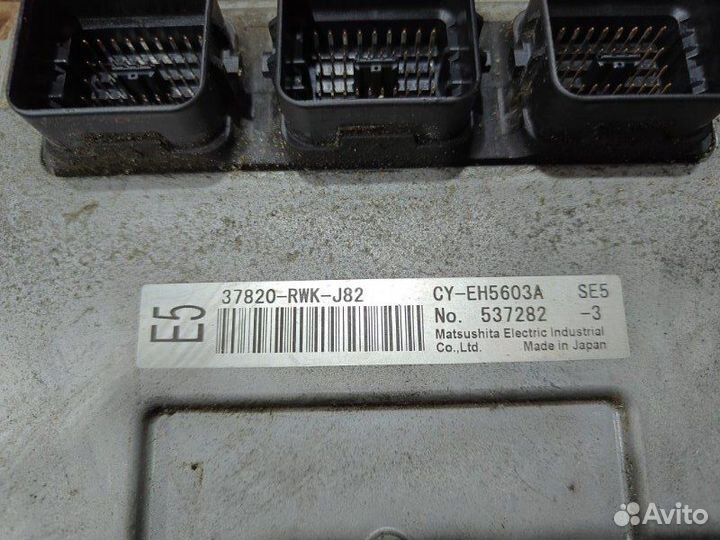 E5
37820-RWK-J82 CY-EH5603A SE5
No. 537282 -3
Matsushita Electric Industrial
Co.,Ltd. Made in Japan
Avito